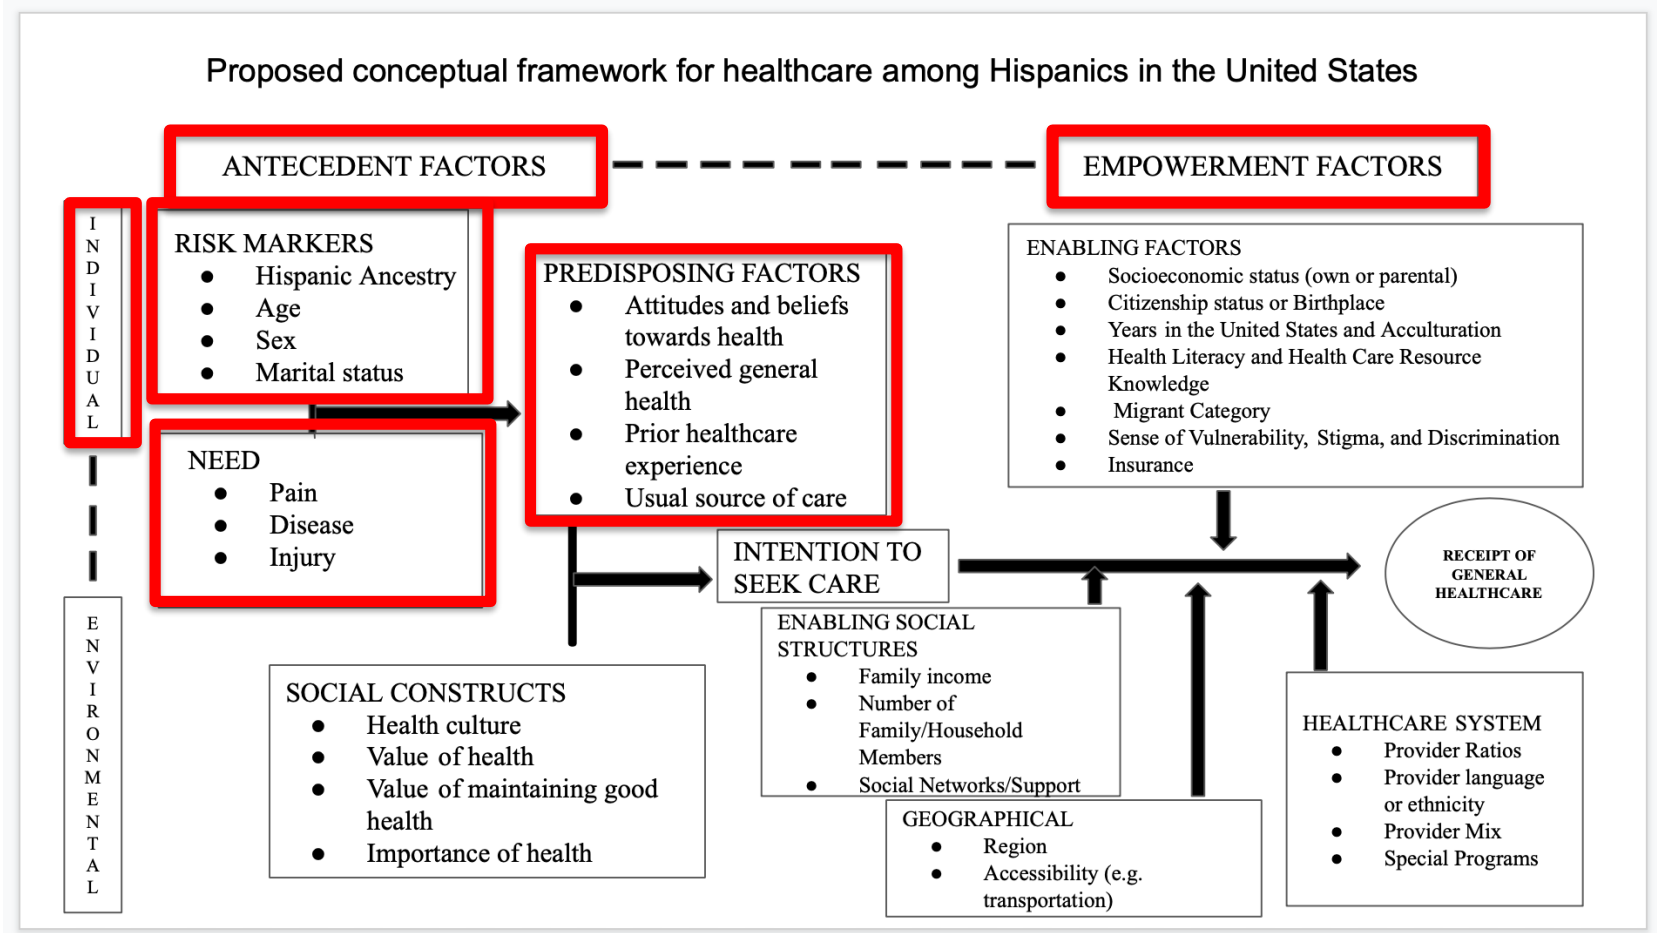 Proposed conceptual framework for healthcare among Hispanics in the United States
ANTECEDENT FACTORS
EMPOWERMENT FACTORS
INDIVIDUAL
RISK MARKERS
● Hispanic Ancestry
● Age
● Sex
● Marital status
NEED
● Pain
● Disease
● Injury
PREDISPOSING FACTORS
● Attitudes and beliefs
towards health
● Perceived general
health
● Prior healthcare
experience
● Usual source of care
ENABLING FACTORS
● Socioeconomic status (own or parental)
● Citizenship status or Birthplace
● Years in the United States and Acculturation
● Health Literacy and Health Care Resource
Knowledge
● Migrant Category
● Sense of Vulnerability, Stigma, and Discrimination
● Insurance
INTENTION TO
SEEK CARE
RECEIPT OF
GENERAL
HEALTHCARE
ENVIRONMENTAL
SOCIAL CONSTRUCTS
● Health culture
● Value of health
● Value of maintaining good
health
● Importance of health
ENABLING SOCIAL
STRUCTURES
● Family income
● Number of
Family/Household
Members
● Social Networks/Support
GEOGRAPHICAL
● Region
● Accessibility (e.g.
transportation)
HEALTHCARE SYSTEM
● Provider Ratios
● Provider language
or ethnicity
● Provider Mix
● Special Programs